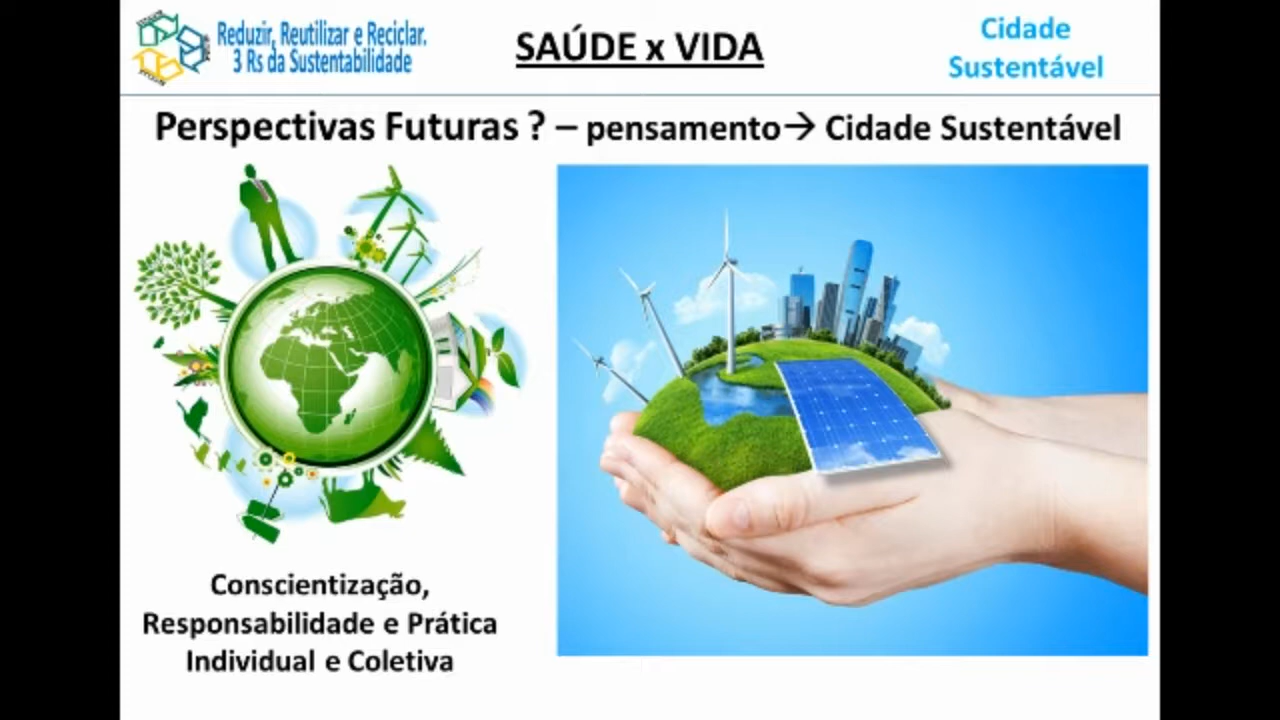 Reduzir, Reutilizar e Reciclar.
3 Rs da Sustentabilidade
SAÚDE x VIDA
Cidade
Sustentável
Perspectivas Futuras ? – pensamento→ Cidade Sustentável
Conscientização,
Responsabilidade e Prática
Individual e Coletiva